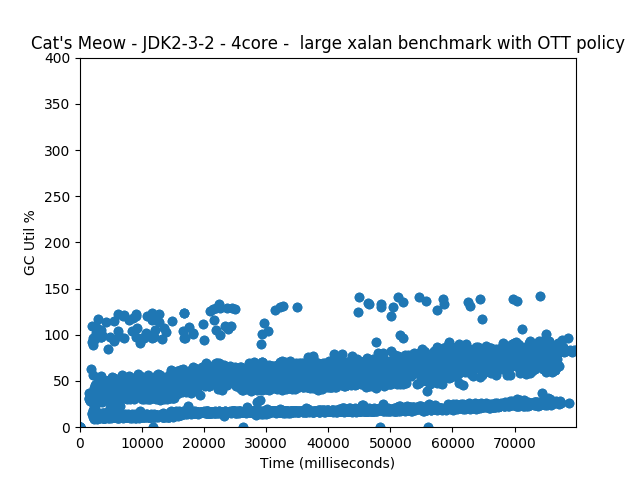 Cat's Meow - JDK2-3-2 - 4core -  large xalan benchmark with OTT policy
400
350
300
250
200
150
100
50
0
GC Util %
0 10000 20000 30000 40000 50000 60000 70000
Time (milliseconds)